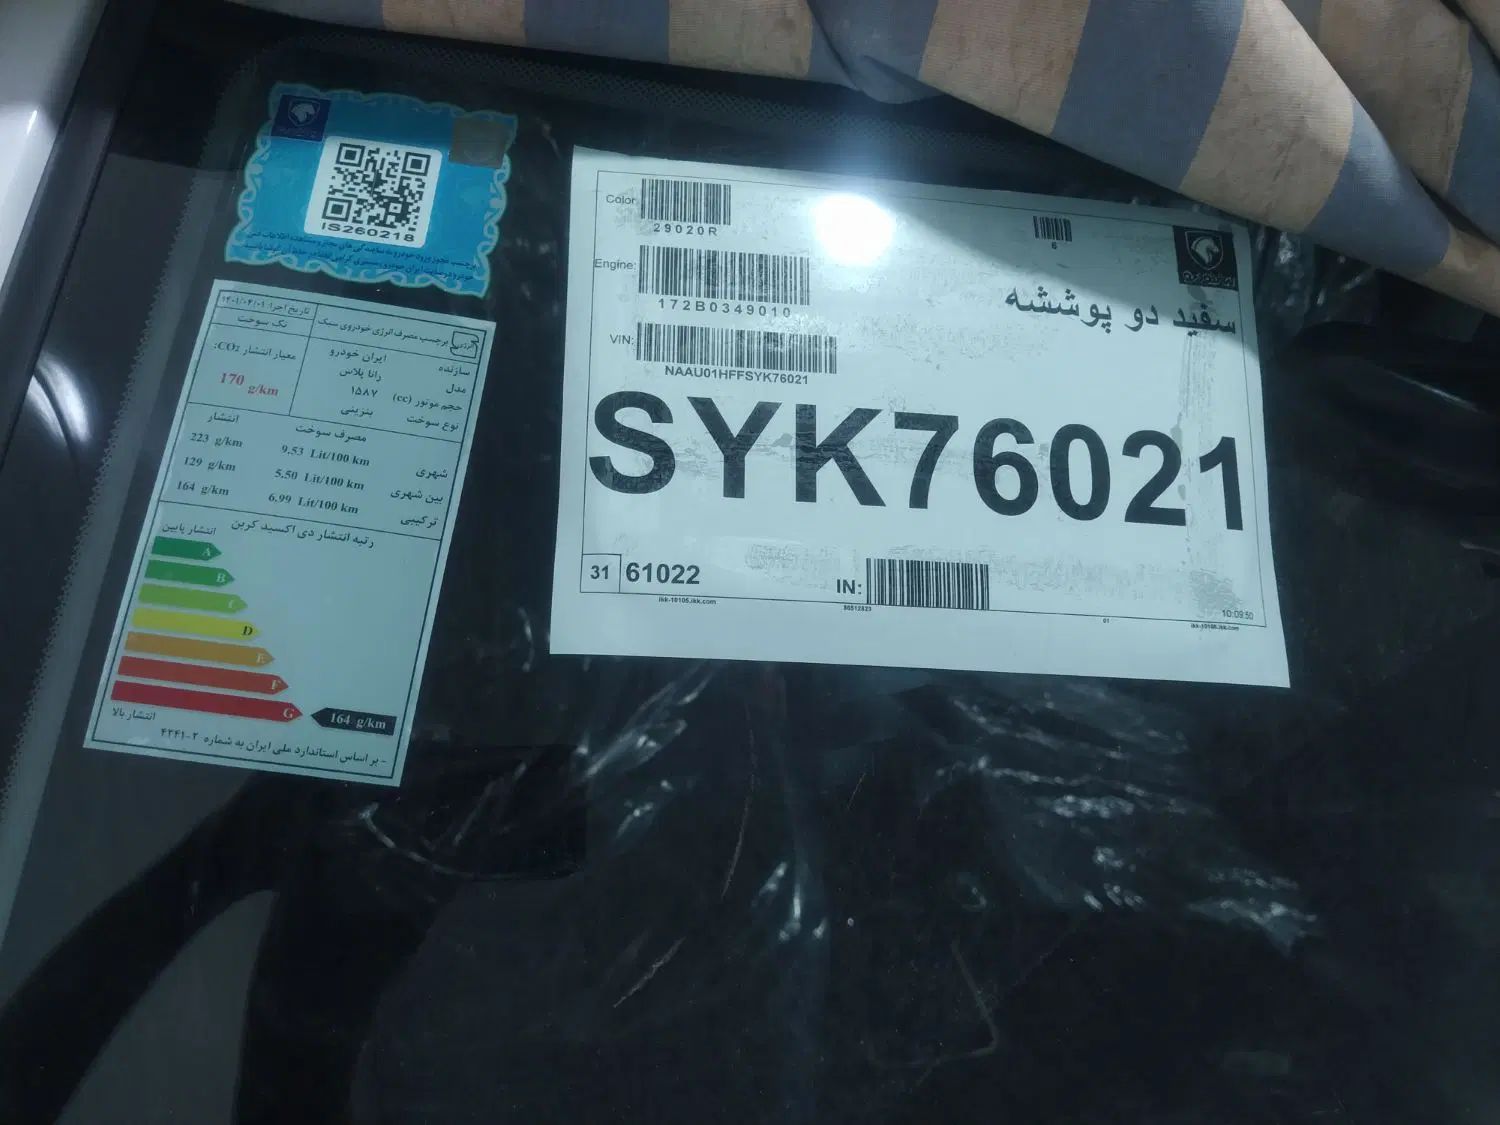 IS260218
برچسب مصرف انرژی خودروی سبک
تاریخ اجرا: ۱۴۰۱/۰۴/۰۱
سازنده ایران خودرو
مدل رانا پلاس
حجم موتور (cc) ۱۵۸۷
نوع سوخت بنزینی
تک سوخت
معیار انتشار CO₂:
170 g/km
مصرف سوخت انتشار
شهری 9.53 Lit/100 km 223 g/km
بین شهری 5.50 Lit/100 km 129 g/km
ترکیبی 6.99 Lit/100 km 164 g/km
رتبه انتشار دی اکسید کربن
انتشار پایین
A
B
C
D
E
F
G 164 g/km
انتشار بالا
- بر اساس استاندارد ملی ایران به شماره ۲-۴۲۴۱
Color:
29020R
6
Engine:
172B0349010
سفید دو پوششه
VIN:
NAAU01HFFSYK76021
SYK76021
31 61022 IN:
ikk-10105.ikk.com
01
10:09:50